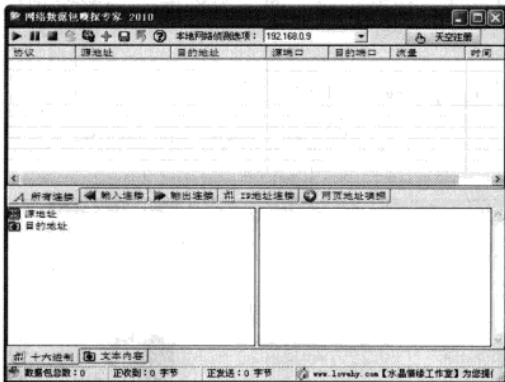 网络数据包嗅探专家 2010
本地网络侦测选项： 192.168.0.9 天空注册
协议 源地址 目的地址 源端口 目的端口 流量 时间
所有连接 输入连接 输出连接 IP地址连接 网页地址嗅探
源地址
目的地址
十六进制 文本内容
数据包总数：0 正收到：0 字节 正发送：0 字节 【水晶情缘工作室】为您提